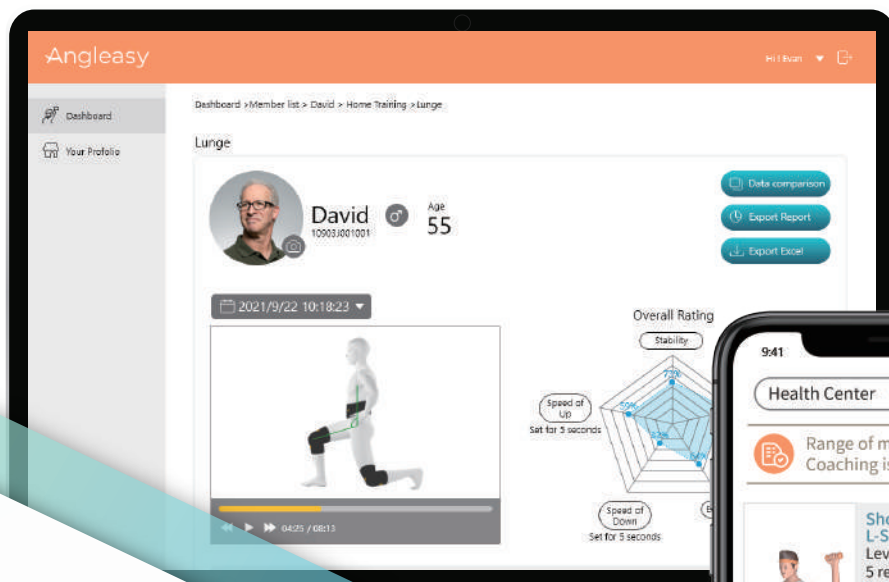 Angleasy
Hi ! Evan
Dashboard
Your Profolio
Dashboard >Member list > David > Home Training >Lunge
Lunge
David
10903J001001
Age
55
Data comparison
Export Report
Export Excel
2021/9/22 10:18:23
04:25 / 08:13
Overall Rating
Stability
73%
Speed of
Up
Set for 5 seconds
59%
Speed of
Down
Set for 5 seconds
9:41
Health Center
Range of m
Coaching is
Sho
L-S
Lev
5 re